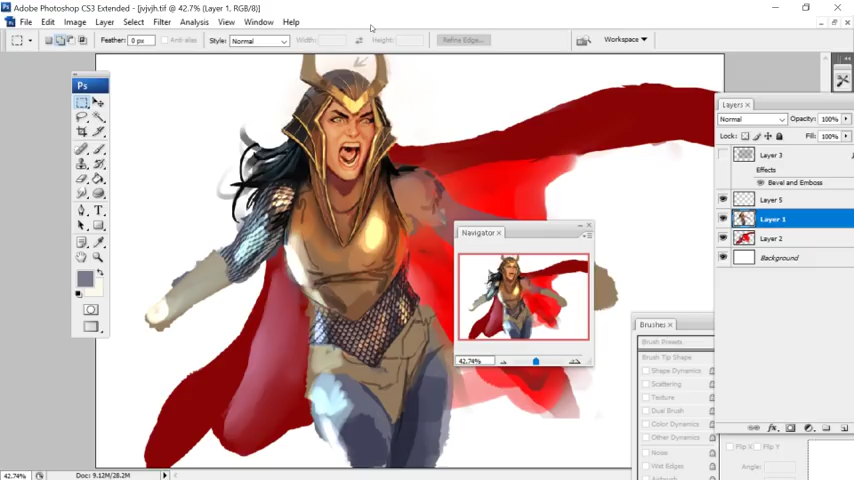 Adobe Photoshop CS3 Extended - [jvjvjh.tif @ 42.7% (Layer 1, RGB/8)]
File Edit Image Layer Select Filter Analysis View Window Help
Feather: 0 px Anti-alias Style: Normal Width: Height: Refine Edge... Workspace
Ps
Layers
Normal Opacity: 100%
Lock: Fill: 100%
Layer 3
Effects
Bevel and Emboss
Layer 5
Layer 1
Layer 2
Background
Navigator
42.74%
Brushes
Brush Presets
Brush Tip Shape
Shape Dynamics
Scattering
Texture
Dual Brush
Color Dynamics
Other Dynamics
Noise
Wet Edges
Flip X Flip Y
Angle:
42.74% Doc: 9.12M/28.2M